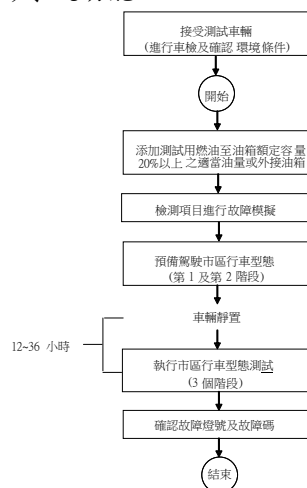 接受測試車輛
(進行車檢及確認 環境條件)
開始
添加測試用燃油至油箱額定容量
20%以上之適當油量或外接油箱
檢測項目進行故障模擬
預備駕駛市區行車型態
(第 1 及第 2 階段)
車輛靜置
12~36 小時
執行市區行車型態測試
(3 個階段)
確認故障燈號及故障碼
結束